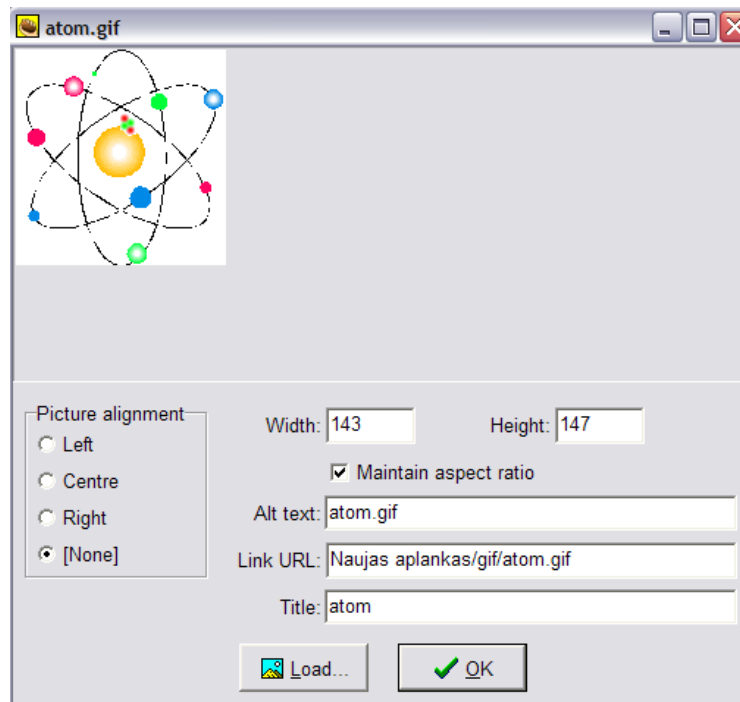 atom.gif
Picture alignment
Left
Centre
Right
[None]
Width: 143 Height: 147
Maintain aspect ratio
Alt text: atom.gif
Link URL: Naujas aplankas/gif/atom.gif
Title: atom
Load... OK